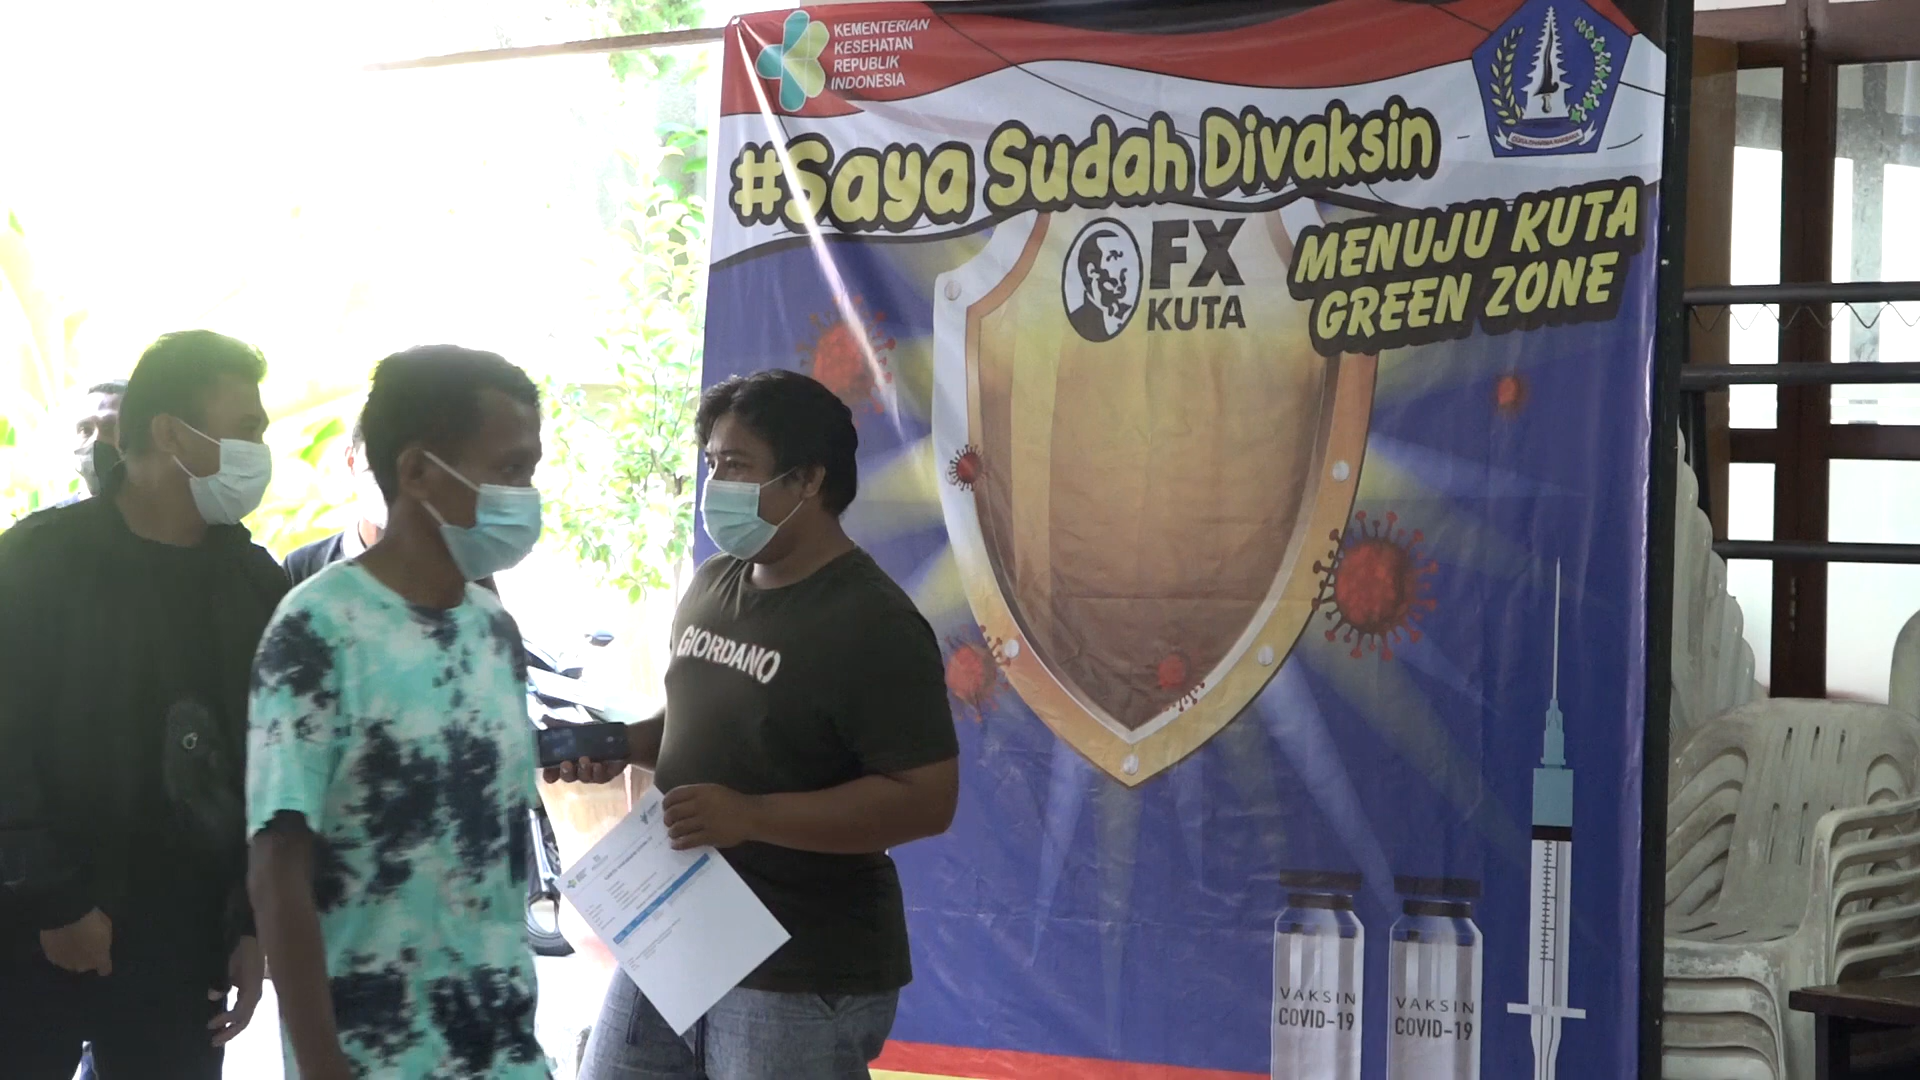 KEMENTERIAN
KESEHATAN
REPUBLIK
INDONESIA
#Saya Sudah Divaksin
FX
KUTA
MENUJU KUTA
GREEN ZONE
GIORDANO
VAKSIN
COVID-19
VAKSIN
COVID-19